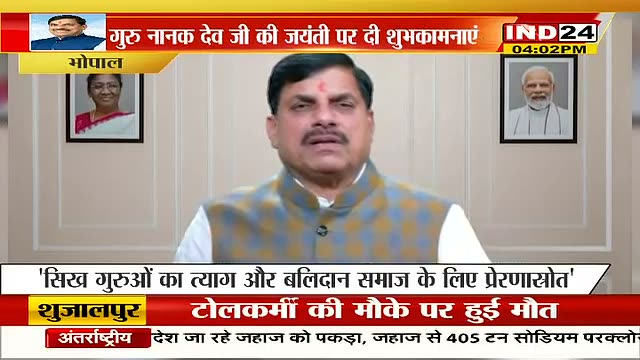 गुरु नानक देव जी की जयंती पर दी शुभकामनाएं
IND24
04:02PM
भोपाल
'सिख गुरुओं का त्याग और बलिदान समाज के लिए प्रेरणास्रोत'
शुजालपुर टोलकर्मी की मौके पर हुई मौत
अंतर्राष्ट्रीय देश जा रहे जहाज को पकड़ा, जहाज से 405 टन सोडियम परक्लो